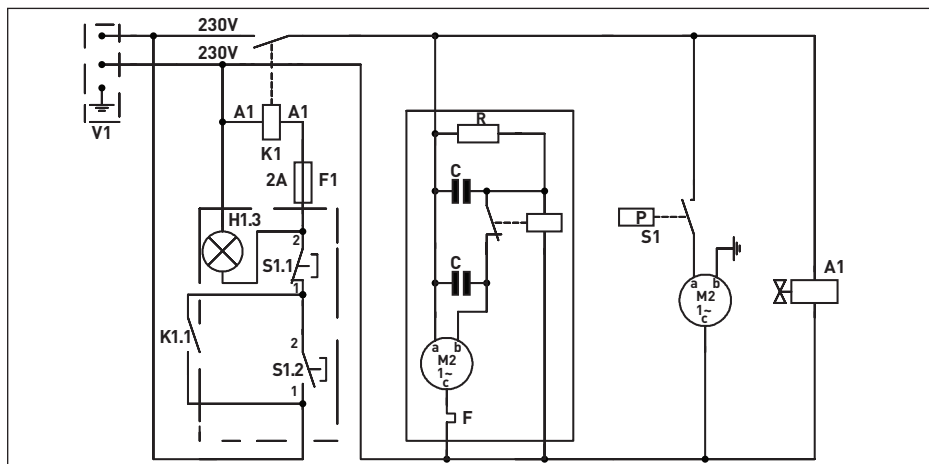 230V
230V
V1
A1
A1
K1
2A
F1
H1.3
2
S1.1
1
K1.1
2
S1.2
1
R
C
C
a
b
M2
1~
c
F
P
S1
a
b
M2
1~
c
A1